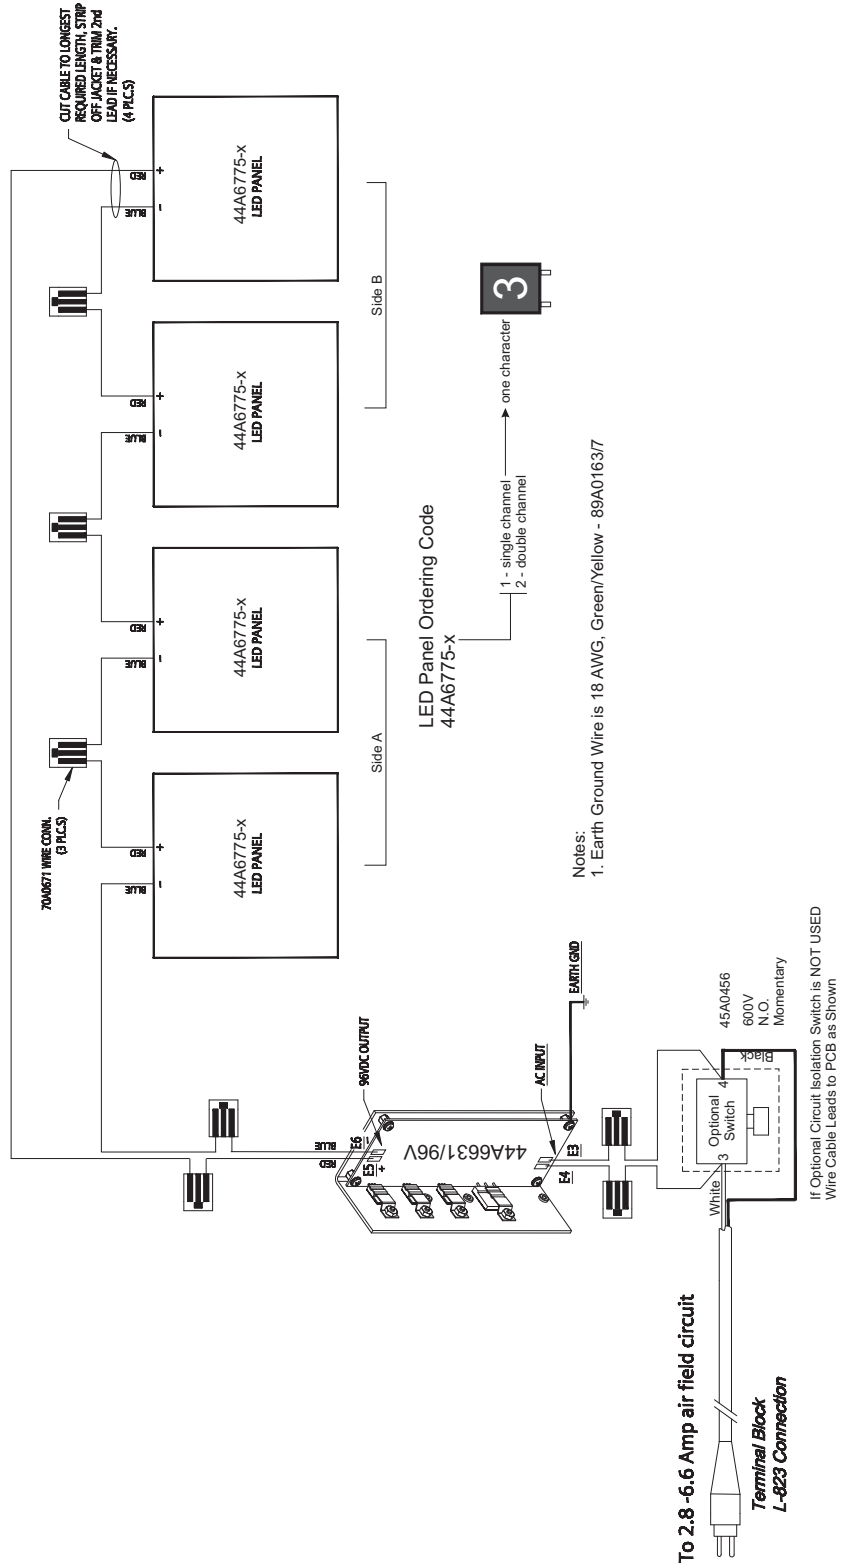 CUT CABLE TO LONGEST
REQUIRED LENGTH, STRIP
OFF JACKET & TRIM 2nd
LEAD IF NECESSARY.
(4 PLC.S)
70A0671 WIRE CONN.
(3 PLC.S)
BLUE
RED
-
+
44A6775-x
LED PANEL
BLUE
RED
-
+
44A6775-x
LED PANEL
BLUE
RED
-
+
44A6775-x
LED PANEL
BLUE
RED
-
+
44A6775-x
LED PANEL
Side A
Side B
LED Panel Ordering Code
44A6775-x
1 - single channel
2 - double channel
one character
3
Notes:
1. Earth Ground Wire is 18 AWG, Green/Yellow - 89A0163/7
RED
BLUE
E5
E6
+
-
96VDC OUTPUT
44A6631/96V
E4
E3
AC INPUT
EARTH GND
To 2.8 -6.6 Amp air field circuit
Terminal Block
L-823 Connection
White
3
Optional
Switch
4
Black
45A0456
600V
N.O.
Momentary
If Optional Circuit Isolation Switch is NOT USED
Wire Cable Leads to PCB as Shown